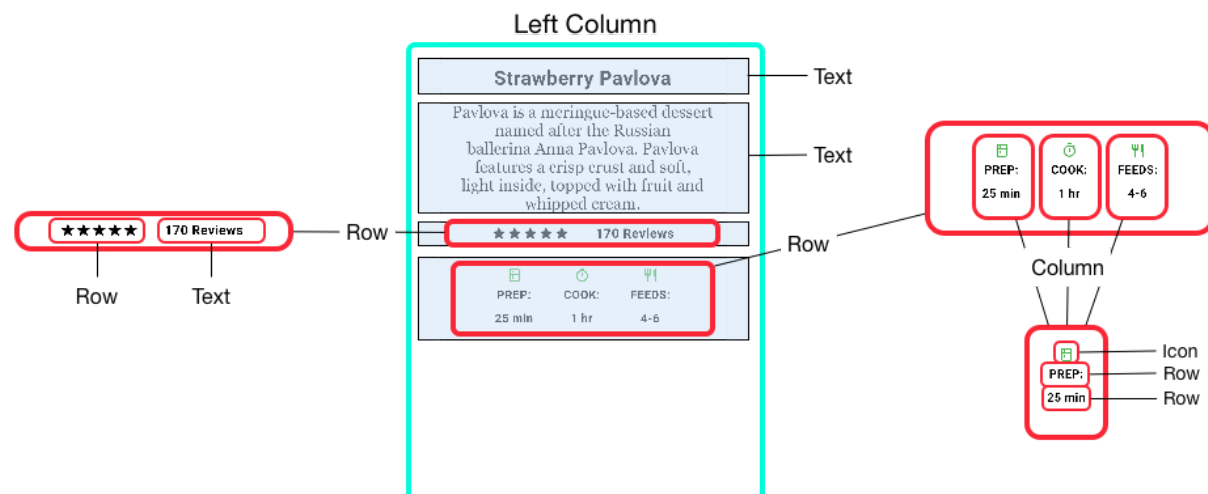 Left Column
Strawberry Pavlova
Text
Pavlova is a meringue-based dessert
named after the Russian
ballerina Anna Pavlova. Pavlova
features a crisp crust and soft,
light inside, topped with fruit and
whipped cream.
Text
★★★★★ 170 Reviews
Row
Text
Row
★★★★★ 170 Reviews
Row
PREP: COOK: FEEDS:
25 min 1 hr 4-6
PREP: COOK: FEEDS:
25 min 1 hr 4-6
Column
PREP:
25 min
Icon
Row
Row